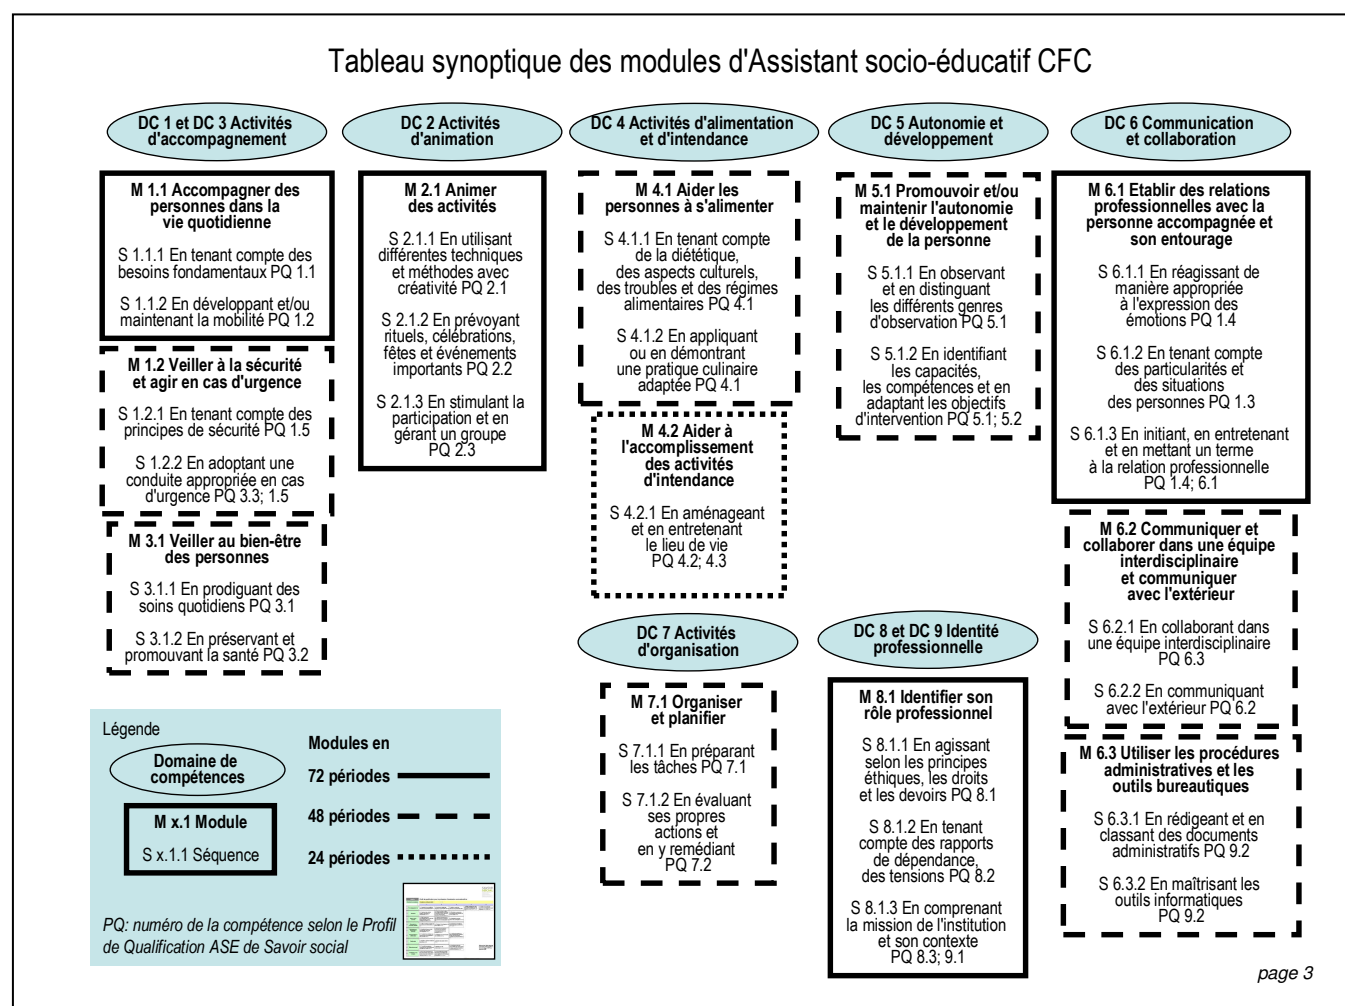 Tableau synoptique des modules d'Assistant socio-éducatif CFC
DC 1 et DC 3 Activités
d'accompagnement
M 1.1 Accompagner des
personnes dans la
vie quotidienne
S 1.1.1 En tenant compte des
besoins fondamentaux PQ 1.1
S 1.1.2 En développant et/ou
maintenant la mobilité PQ 1.2
M 1.2 Veiller à la sécurité
et agir en cas d'urgence
S 1.2.1 En tenant compte des
principes de sécurité PQ 1.5
S 1.2.2 En adoptant une
conduite appropriée en cas
d'urgence PQ 3.3; 1.5
M 3.1 Veiller au bien-être
des personnes
S 3.1.1 En prodiguant des
soins quotidiens PQ 3.1
S 3.1.2 En préservant et
promouvant la santé PQ 3.2
DC 2 Activités
d'animation
M 2.1 Animer
des activités
S 2.1.1 En utilisant
différentes techniques
et méthodes avec
créativité PQ 2.1
S 2.1.2 En prévoyant
rituels, célébrations,
fêtes et événements
importants PQ 2.2
S 2.1.3 En stimulant la
participation et en
gérant un groupe
PQ 2.3
DC 4 Activités d'alimentation
et d'intendance
M 4.1 Aider les
personnes à s'alimenter
S 4.1.1 En tenant compte
de la diététique,
des aspects culturels,
des troubles et des régimes
alimentaires PQ 4.1
S 4.1.2 En appliquant
ou en démontrant
une pratique culinaire
adaptée PQ 4.1
M 4.2 Aider à
l'accomplissement
des activités
d'intendance
S 4.2.1 En aménageant
et en entretenant
le lieu de vie
PQ 4.2; 4.3
DC 5 Autonomie et
développement
M 5.1 Promouvoir et/ou
maintenir l'autonomie
et le développement
de la personne
S 5.1.1 En observant
et en distinguant
les différents genres
d'observation PQ 5.1
S 5.1.2 En identifiant
les capacités,
les compétences et en
adaptant les objectifs
d'intervention PQ 5.1; 5.2
DC 6 Communication
et collaboration
M 6.1 Etablir des relations
professionnelles avec la
personne accompagnée et
son entourage
S 6.1.1 En réagissant de
manière appropriée
à l'expression des
émotions PQ 1.4
S 6.1.2 En tenant compte
des particularités et
des situations
des personnes PQ 1.3
S 6.1.3 En initiant, en entretenant
et en mettant un terme
à la relation professionnelle
PQ 1.4; 6.1
M 6.2 Communiquer et
collaborer dans une équipe
interdisciplinaire
et communiquer
avec l'extérieur
S 6.2.1 En collaborant dans
une équipe interdisciplinaire
PQ 6.3
S 6.2.2 En communiquant
avec l'extérieur PQ 6.2
M 6.3 Utiliser les procédures
administratives et les
outils bureautiques
S 6.3.1 En rédigeant et en
classant des documents
administratifs PQ 9.2
S 6.3.2 En maîtrisant les
outils informatiques
PQ 9.2
DC 7 Activités
d'organisation
M 7.1 Organiser
et planifier
S 7.1.1 En préparant
les tâches PQ 7.1
S 7.1.2 En évaluant
ses propres
actions et
en y remédiant
PQ 7.2
DC 8 et DC 9 Identité
professionnelle
M 8.1 Identifier son
rôle professionnel
S 8.1.1 En agissant
selon les principes
éthiques, les droits
et les devoirs PQ 8.1
S 8.1.2 En tenant
compte des rapports
de dépendance,
des tensions PQ 8.2
S 8.1.3 En comprenant
la mission de l'institution
et son contexte
PQ 8.3; 9.1
Légende
Domaine de
compétences
M x.1 Module
S x.1.1 Séquence
Modules en
72 périodes
48 périodes
24 périodes
PQ: numéro de la compétence selon le Profil
de Qualification ASE de Savoir social
page 3